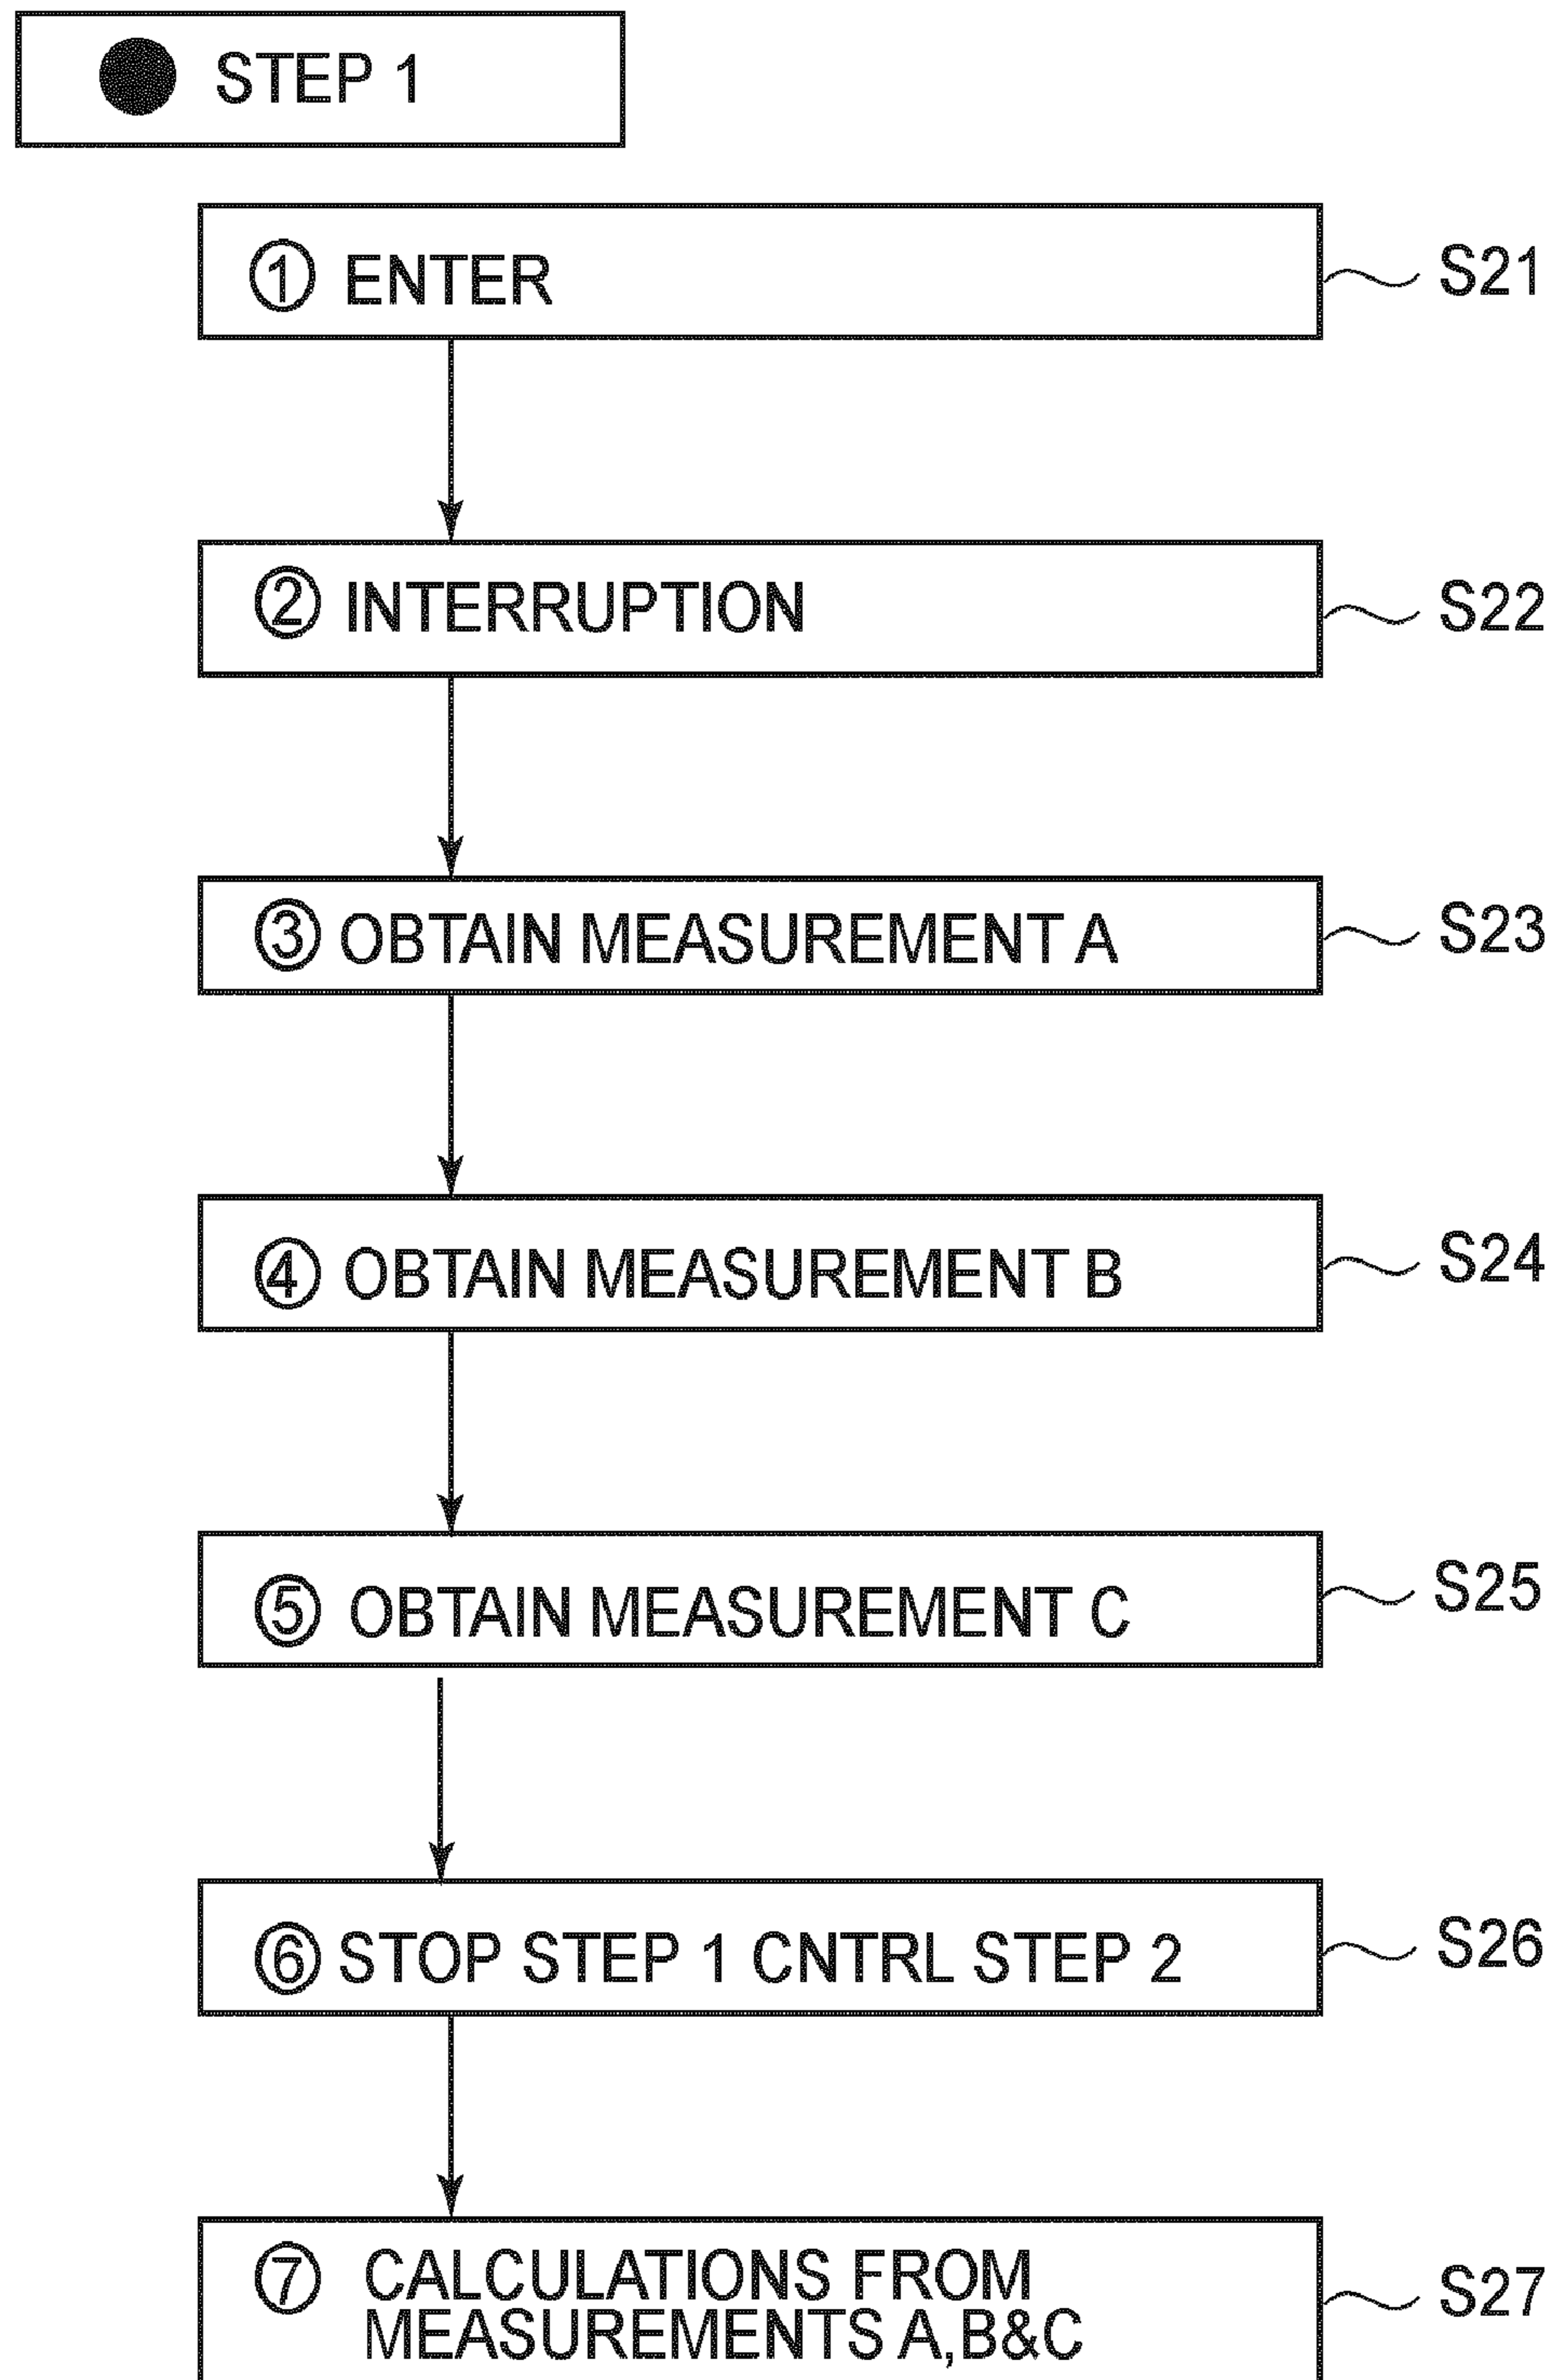 ● STEP 1
① ENTER S21
② INTERRUPTION S22
③ OBTAIN MEASUREMENT A S23
④ OBTAIN MEASUREMENT B S24
⑤ OBTAIN MEASUREMENT C S25
⑥ STOP STEP 1 CNTRL STEP 2 S26
⑦ CALCULATIONS FROM
MEASUREMENTS A,B&C S27